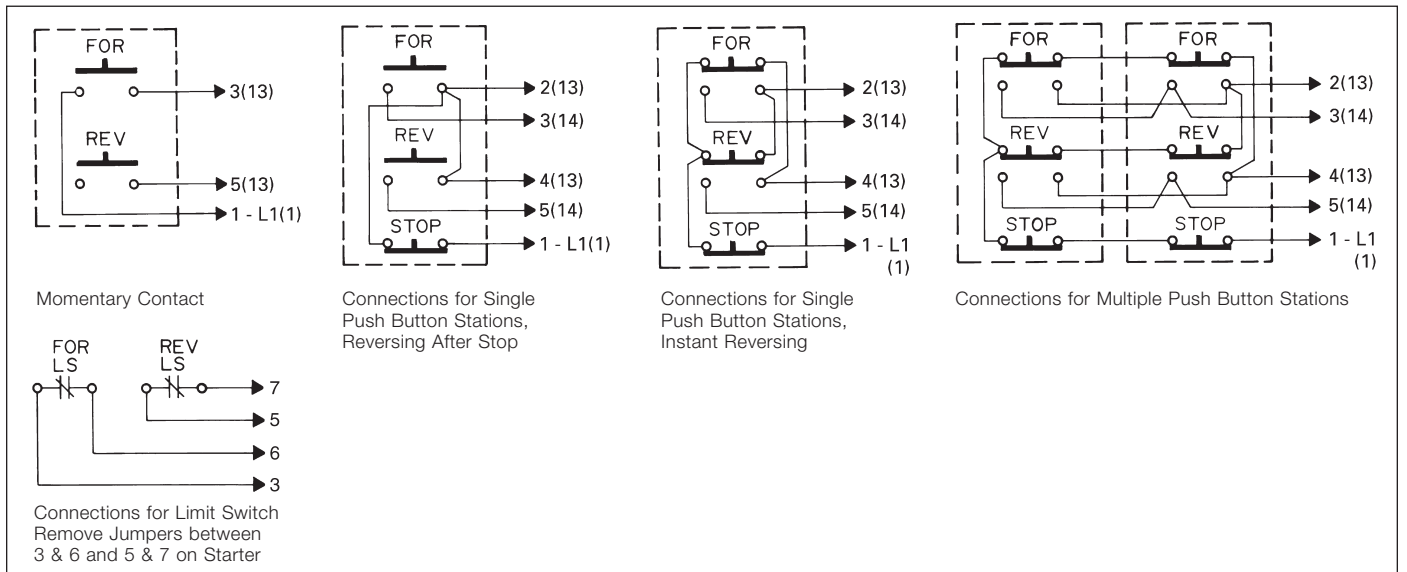 FOR
3(13)
REV
5(13)
1 - L1(1)
Momentary Contact
FOR
2(13)
3(14)
REV
4(13)
5(14)
STOP
1 - L1(1)
Connections for Single
Push Button Stations,
Reversing After Stop
FOR
2(13)
3(14)
REV
4(13)
5(14)
STOP
1 - L1
(1)
Connections for Single
Push Button Stations,
Instant Reversing
FOR FOR
2(13)
3(14)
REV REV
4(13)
5(14)
STOP STOP
1 - L1
(1)
Connections for Multiple Push Button Stations
FOR REV
LS LS
7
5
6
3
Connections for Limit Switch
Remove Jumpers between
3 & 6 and 5 & 7 on Starter